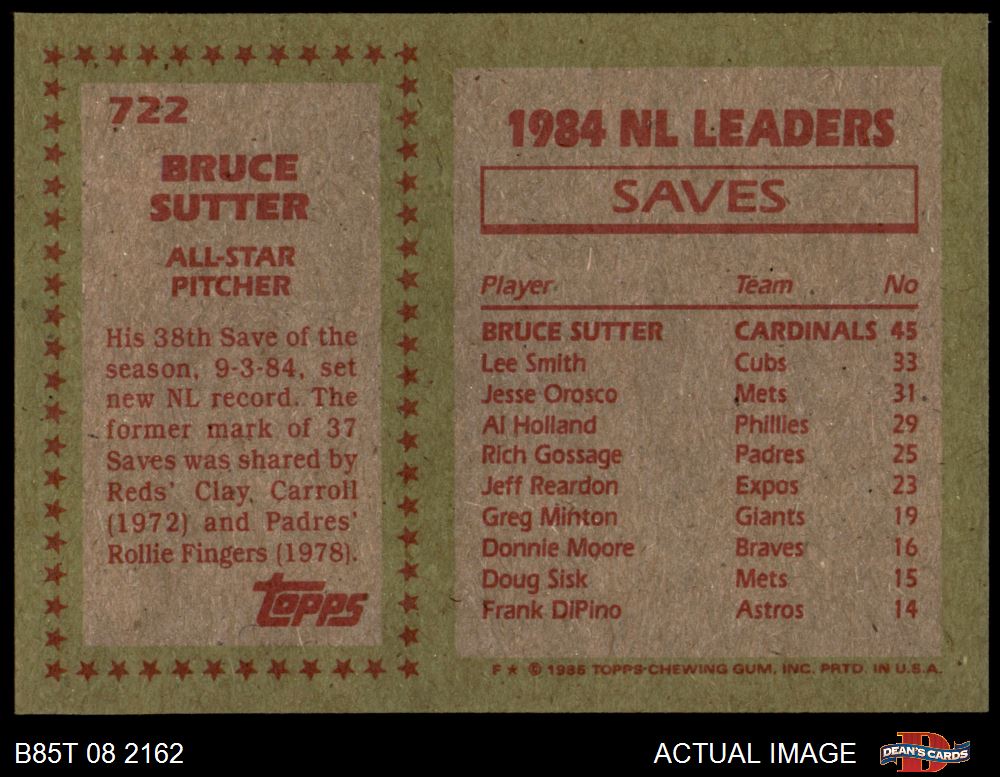 722
BRUCE
SUTTER
ALL-STAR
PITCHER
His 38th Save of the
season, 9-3-84, set
new NL record. The
former mark of 37
Saves was shared by
Reds' Clay Carroll
(1972) and Padres'
Rollie Fingers (1978).
topps
1984 NL LEADERS
SAVES
Player Team No
BRUCE SUTTER CARDINALS 45
Lee Smith Cubs 33
Jesse Orosco Mets 31
Al Holland Phillies 29
Rich Gossage Padres 25
Jeff Reardon Expos 23
Greg Minton Giants 19
Donnie Moore Braves 16
Doug Sisk Mets 15
Frank DiPino Astros 14
F ★ © 1985 TOPPS CHEWING GUM, INC. PRTD. IN U.S.A.
B85T 08 2162
ACTUAL IMAGE
D
DEAN'S CARDS